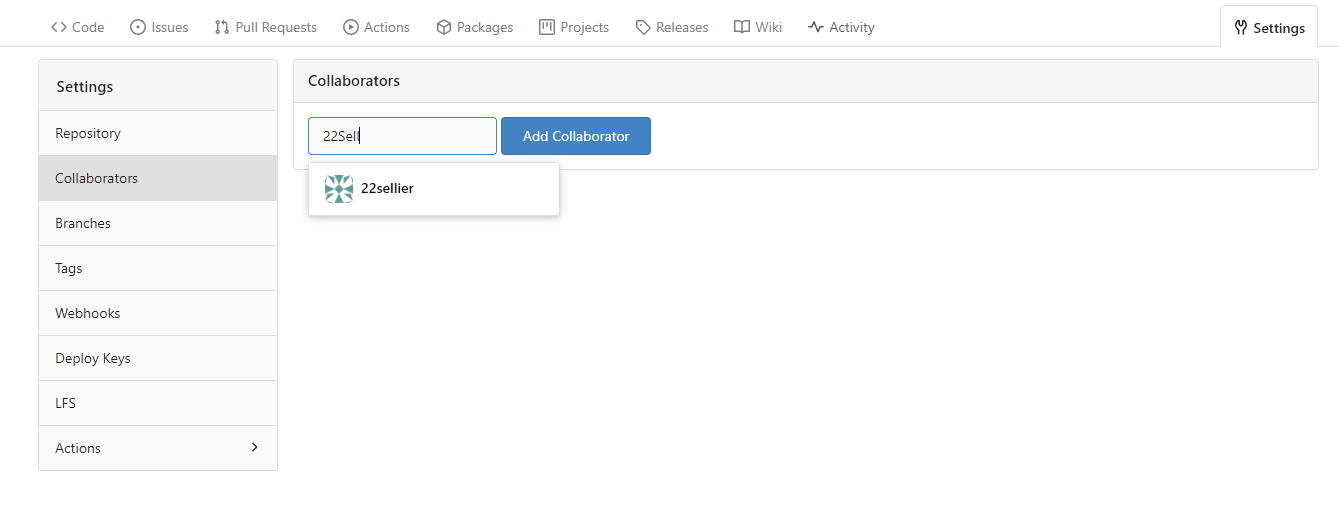 Code Issues Pull Requests Actions Packages Projects Releases Wiki Activity Settings
Settings
Repository
Collaborators
Branches
Tags
Webhooks
Deploy Keys
LFS
Actions
Collaborators
22Sell Add Collaborator
22sellier